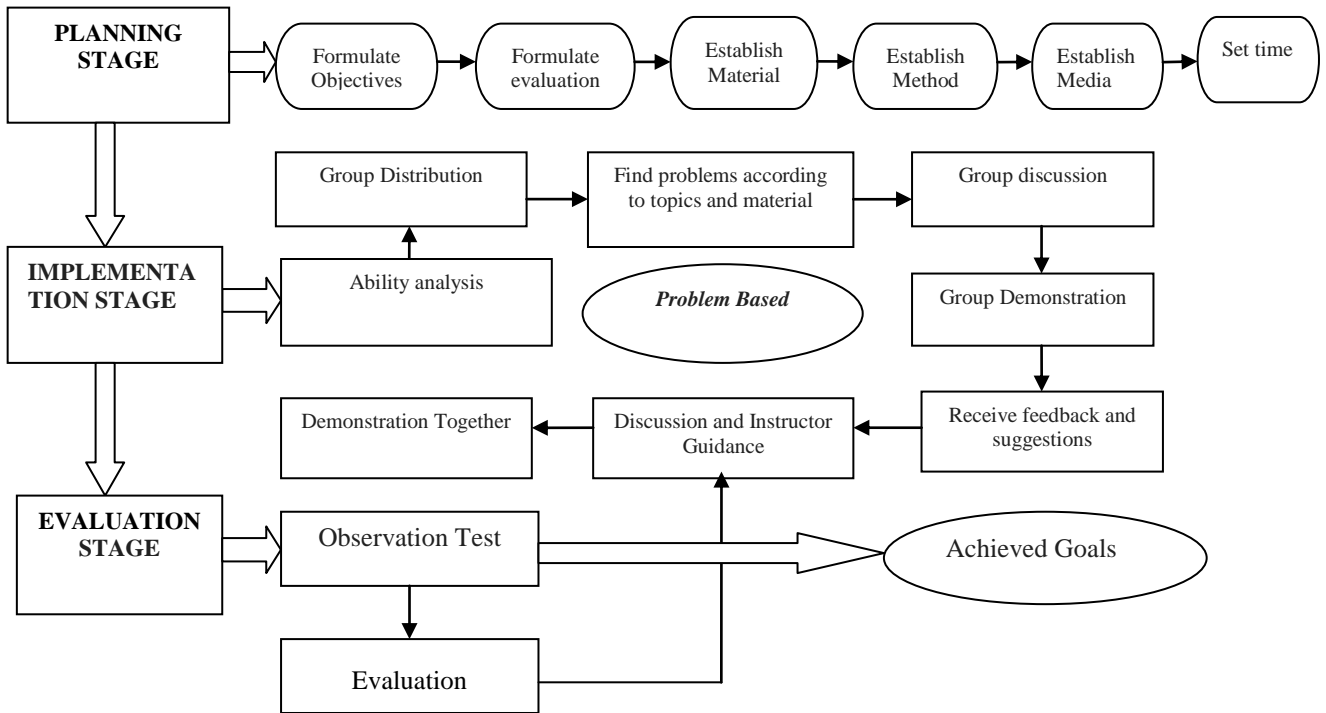 PLANNING
STAGE
Formulate
Objectives
Formulate
evaluation
Establish
Material
Establish
Method
Establish
Media
Set time
Group Distribution
Find problems according
to topics and material
Group discussion
IMPLEMENTA
TION STAGE
Ability analysis
Problem Based
Group Demonstration
Demonstration Together
Discussion and Instructor
Guidance
Receive feedback and
suggestions
EVALUATION
STAGE
Observation Test
Achieved Goals
Evaluation